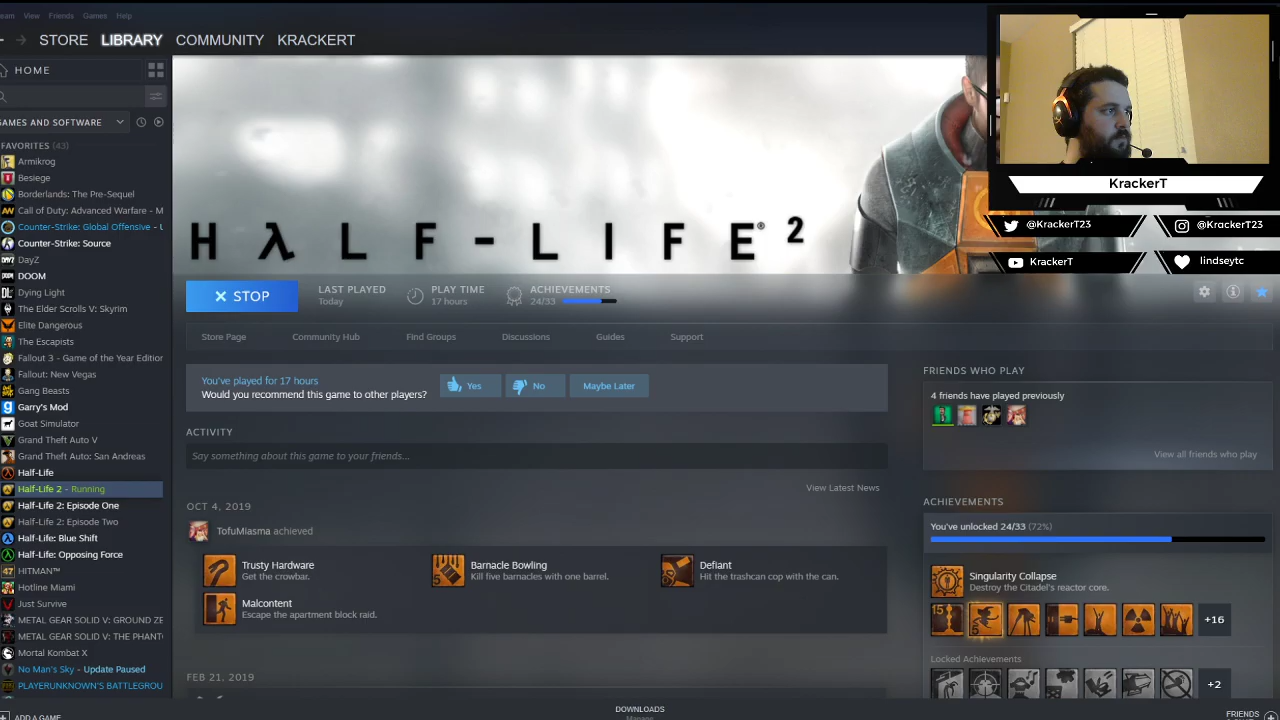 eam View Friends Games Help
STORE LIBRARY COMMUNITY KRACKERT
HOME
GAMES AND SOFTWARE
FAVORITES (43)
Armikrog
Besiege
Borderlands: The Pre-Sequel
Call of Duty: Advanced Warfare - M
Counter-Strike: Global Offensive - U
Counter-Strike: Source
DayZ
DOOM
Dying Light
The Elder Scrolls V: Skyrim
Elite Dangerous
The Escapists
Fallout 3 - Game of the Year Edition
Fallout: New Vegas
Gang Beasts
Garry's Mod
Goat Simulator
Grand Theft Auto V
Grand Theft Auto: San Andreas
Half-Life
Half-Life 2 - Running
Half-Life 2: Episode One
Half-Life 2: Episode Two
Half-Life: Blue Shift
Half-Life: Opposing Force
HITMAN™
Hotline Miami
Just Survive
METAL GEAR SOLID V: GROUND ZE
METAL GEAR SOLID V: THE PHANT
Mortal Kombat X
No Man's Sky - Update Paused
PLAYERUNKNOWN'S BATTLEGROU
ADD A GAME
HλLF-LIFE® 2
STOP
LAST PLAYED
Today
PLAY TIME
17 hours
ACHIEVEMENTS
24/33
Store Page Community Hub Find Groups Discussions Guides Support
You've played for 17 hours
Would you recommend this game to other players?
Yes No Maybe Later
ACTIVITY
Say something about this game to your friends...
View Latest News
OCT 4, 2019
TofuMiasma achieved
Trusty Hardware
Get the crowbar.
Barnacle Bowling
Kill five barnacles with one barrel.
Defiant
Hit the trashcan cop with the can.
Malcontent
Escape the apartment block raid.
FEB 21, 2019
DOWNLOADS
Manage
KrackerT
@KrackerT23 @KrackerT23
KrackerT lindseytc
FRIENDS WHO PLAY
4 friends have played previously
View all friends who play
ACHIEVEMENTS
You've unlocked 24/33 (72%)
Singularity Collapse
Destroy the Citadel's reactor core.
15
5
+16
Locked Achievements
+2
FRIENDS